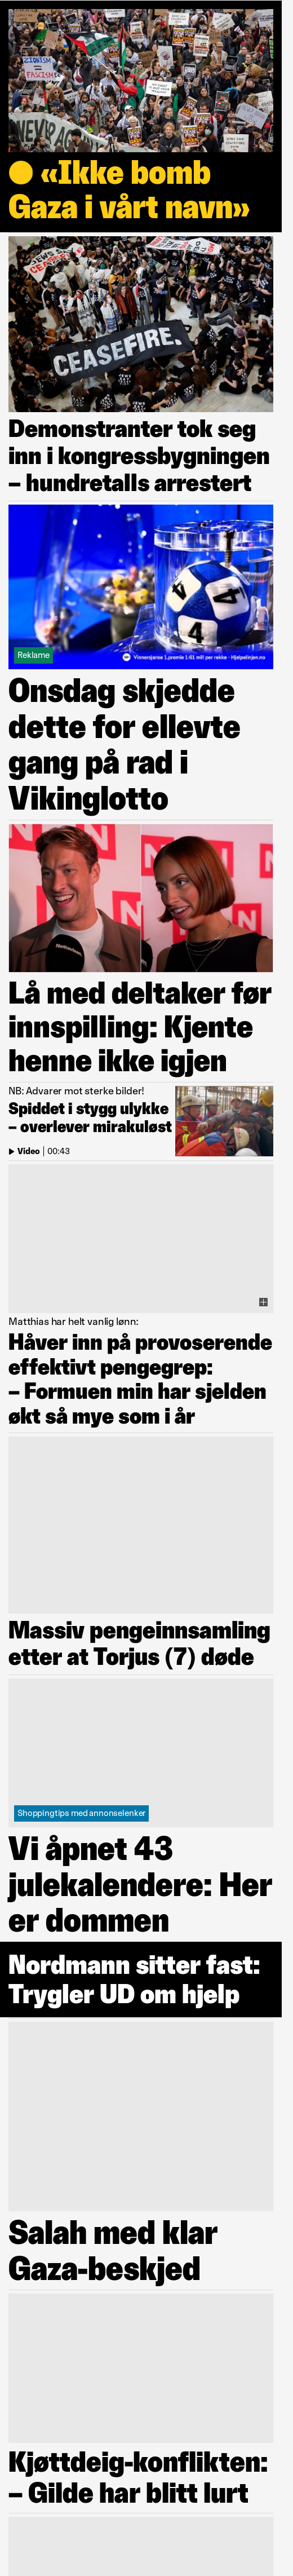 ZIONISM
=
FASCISM
«Ikke bomb
Gaza i vårt navn»
CEASEFIRE.
Demonstranter tok seg
inn i kongressbygningen
– hundretalls arrestert
4
4
Reklame
Vinnersjanse 1.premie 1:61 mill per rekke - Hjelpelinjen.no
Onsdag skjedde
dette for ellevte
gang på rad i
Vikinglotto
N
N
Nettavisen
Lå med deltaker før
innspilling: Kjente
henne ikke igjen
NB: Advarer mot sterke bilder!
Spiddet i stygg ulykke
– overlever mirakuløst
Video | 00:43
Matthias har helt vanlig lønn:
Håver inn på provoserende
effektivt pengegrep:
– Formuen min har sjelden
økt så mye som i år
Massiv pengeinnsamling
etter at Torjus (7) døde
Shoppingtips med annonselenker
Vi åpnet 43
julekalendere: Her
er dommen
Nordmann sitter fast:
Trygler UD om hjelp
Salah med klar
Gaza-beskjed
Kjøttdeig-konflikten:
– Gilde har blitt lurt